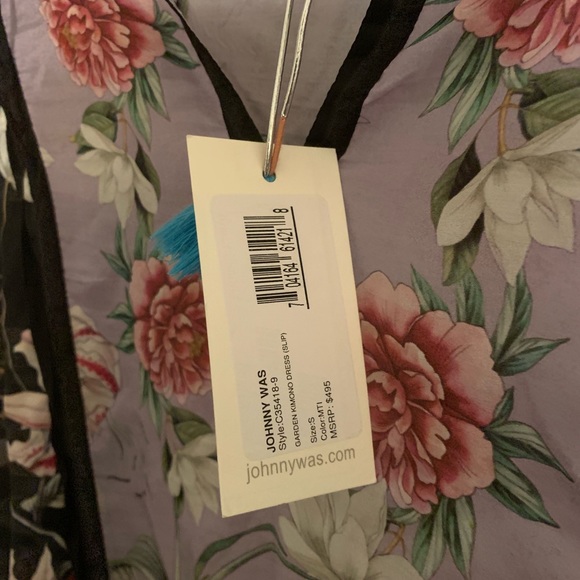 7 04164 61421 8
JOHNNY WAS
Style:C35418-9
GARDEN KIMONO DRESS (SLIP)
Size:S
Color:MTI
MSRP: $495
johnnywas.com